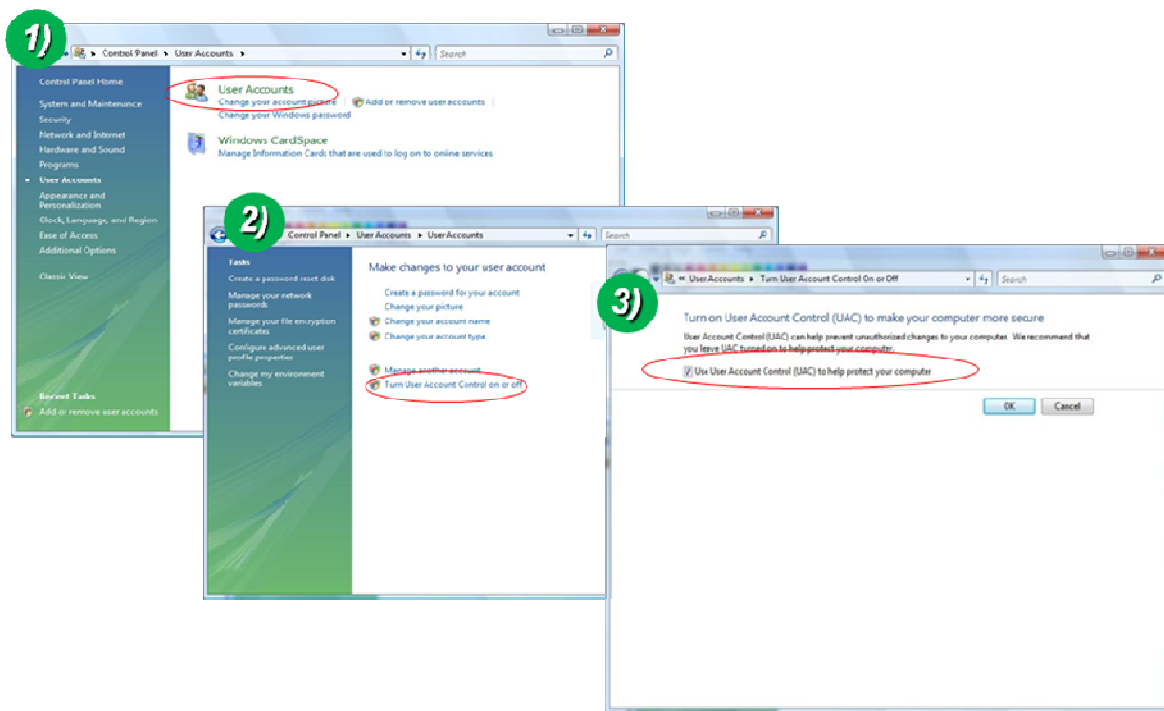 1)
Control Panel ▸ User Accounts ▸
Search
Control Panel Home
System and Maintenance
Security
Network and Internet
Hardware and Sound
Programs
User Accounts
Appearance and
Personalization
Clock, Language, and Region
Ease of Access
Additional Options
Classic View
User Accounts
Change your account picture
Add or remove user accounts
Change your Windows password
Windows CardSpace
Manage Information Cards that are used to log on to online services
2)
Control Panel ▸ User Accounts ▸ User Accounts
Search
Tasks
Create a password reset disk
Manage your network
passwords
Manage your file encryption
certificates
Configure advanced user
profile properties
Change my environment
variables
Recent Tasks
Add or remove user accounts
Make changes to your user account
Create a password for your account
Change your picture
Change your account name
Change your account type
Manage another account
Turn User Account Control on or off
3)
« User Accounts ▸ Turn User Account Control On or Off
Search
Turn on User Account Control (UAC) to make your computer more secure
User Account Control (UAC) can help prevent unauthorized changes to your computer. We recommend that
you leave UAC turned on to help protect your computer.
Use User Account Control (UAC) to help protect your computer
OK
Cancel